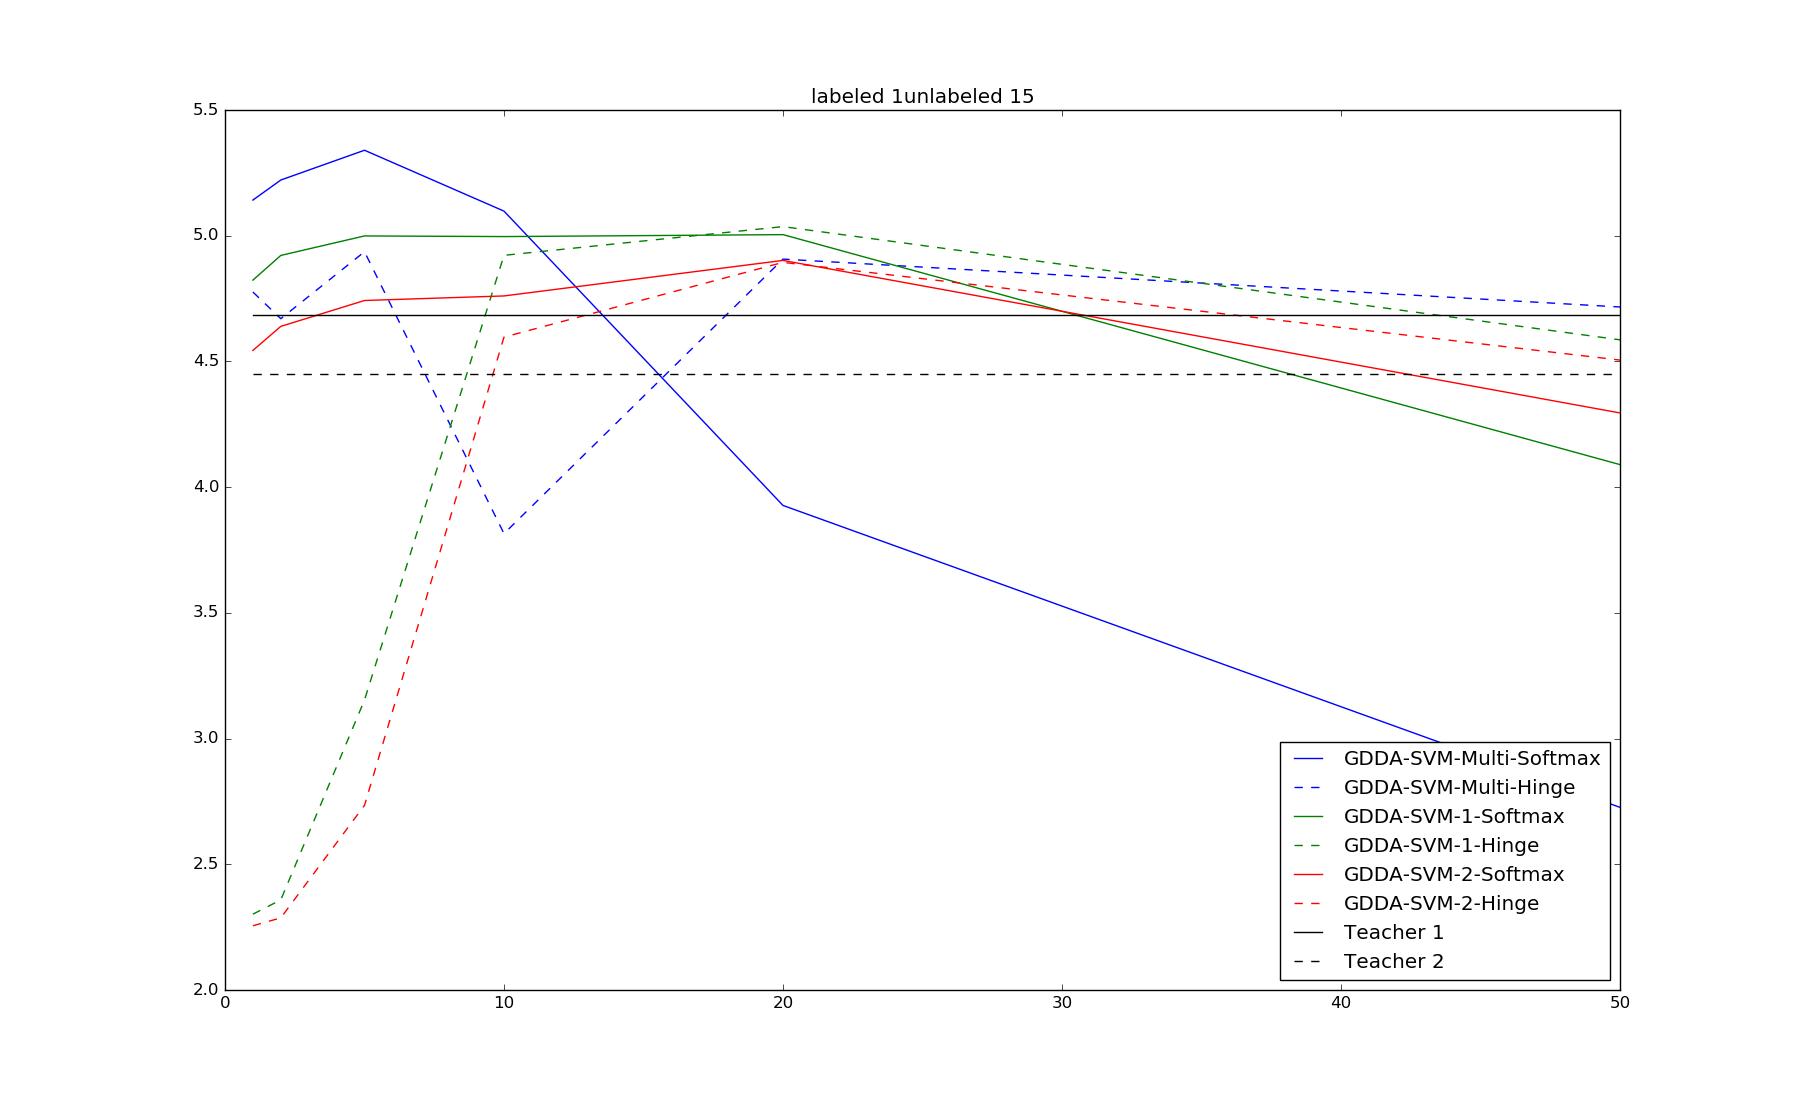 labeled 1unlabeled 15
5.5
5.0
4.5
4.0
3.5
3.0
2.5
2.0
0
10
20
30
40
50
GDDA-SVM-Multi-Softmax
GDDA-SVM-Multi-Hinge
GDDA-SVM-1-Softmax
GDDA-SVM-1-Hinge
GDDA-SVM-2-Softmax
GDDA-SVM-2-Hinge
Teacher 1
Teacher 2